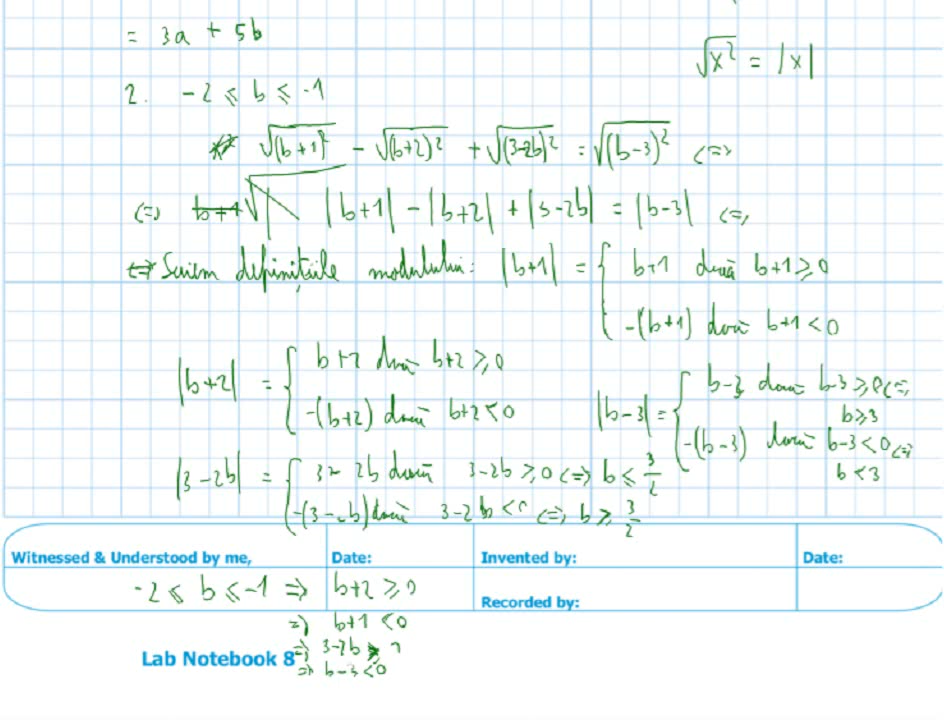 = 3a + 5b
√x² = |x|
2. -2 ≤ b ≤ -1
√(b+1)² - √(b+2)² + √(3-2b)² = √(b-3)² <=>
<=> |b+1| - |b+2| + |3-2b| = |b-3| <=>
Scriem definițiile modulului: |b+1| = { b+1 dacă b+1 ≥ 0
-(b+1) dacă b+1 < 0
|b+2| = { b+2 dacă b+2 ≥ 0
-(b+2) dacă b+2 < 0
|b-3| = { b-3 dacă b-3 ≥ 0 <=>
b ≥ 3
-(b-3) dacă b-3 < 0 <=>
b < 3
|3-2b| = { 3-2b dacă 3-2b ≥ 0 <=> b ≤ 3/2
-(3-2b) dacă 3-2b < 0 <=> b ≥ 3/2
Witnessed & Understood by me, Date: Invented by: Date:
Recorded by:
-2 ≤ b ≤ -1 => b+2 ≥ 0
=> b+1 < 0
=> 3-2b >
=> b-3 < 0
Lab Notebook 8